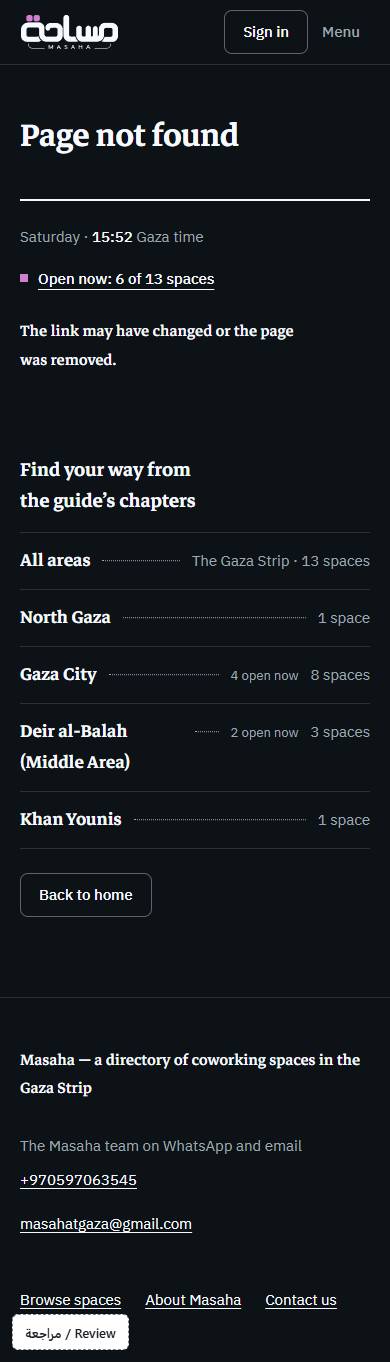 مساحة
MASAHA
Sign in
Menu
Page not found
Saturday · 15:52 Gaza time
Open now: 6 of 13 spaces
The link may have changed or the page
was removed.
Find your way from
the guide’s chapters
All areas
The Gaza Strip · 13 spaces
North Gaza
1 space
Gaza City
4 open now
8 spaces
Deir al-Balah
(Middle Area)
2 open now
3 spaces
Khan Younis
1 space
Back to home
Masaha — a directory of coworking spaces in the
Gaza Strip
The Masaha team on WhatsApp and email
+970597063545
masahatgaza@gmail.com
Browse spaces
About Masaha
Contact us
مراجعة / Review